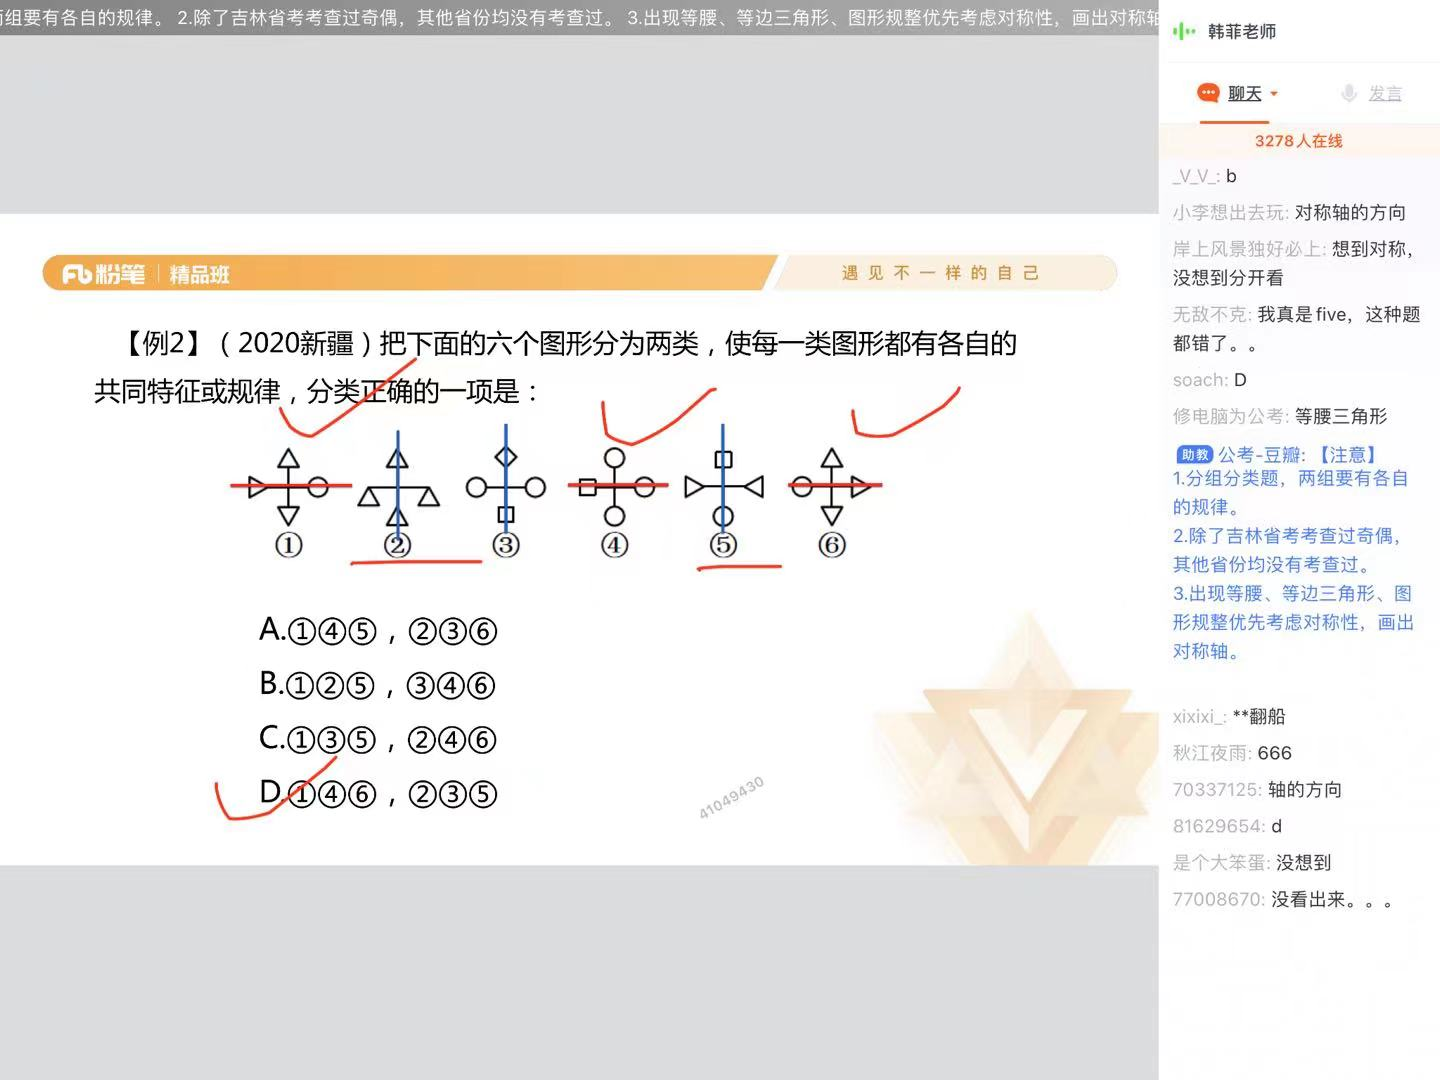 两组要有各自的规律。 2.除了吉林省考考查过奇偶，其他省份均没有考查过。 3.出现等腰、等边三角形、图形规整优先考虑对称性，画出对称轴
韩菲老师
聊天
发言
3278人在线
粉笔 精品班
遇见不一样的自己
【例2】（2020新疆）把下面的六个图形分为两类，使每一类图形都有各自的
共同特征或规律，分类正确的一项是：
① ② ③ ④ ⑤ ⑥
A.①④⑤，②③⑥
B.①②⑤，③④⑥
C.①③⑤，②④⑥
D.①④⑥，②③⑤
41049430
_V_V_: b
小李想出去玩: 对称轴的方向
岸上风景独好必上: 想到对称，
没想到分开看
无敌不克: 我真是five，这种题
都错了。。
soach: D
修电脑为公考: 等腰三角形
助教 公考-豆瓣: 【注意】
1.分组分类题，两组要有各自
的规律。
2.除了吉林省考考查过奇偶，
其他省份均没有考查过。
3.出现等腰、等边三角形、图
形规整优先考虑对称性，画出
对称轴。
xixixi_: **翻船
秋江夜雨: 666
70337125: 轴的方向
81629654: d
是个大笨蛋: 没想到
77008670: 没看出来。。。